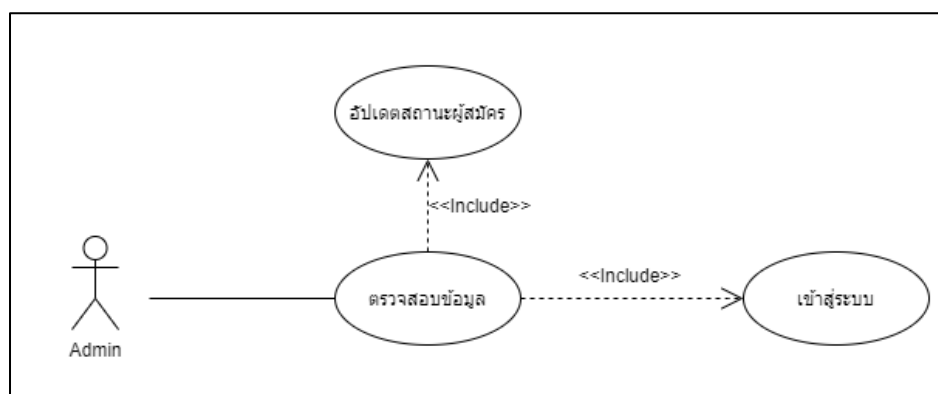 อัปเดตสถานะผู้สมัคร
<<Include>>
<<Include>>
ตรวจสอบข้อมูล
เข้าสู่ระบบ
Admin